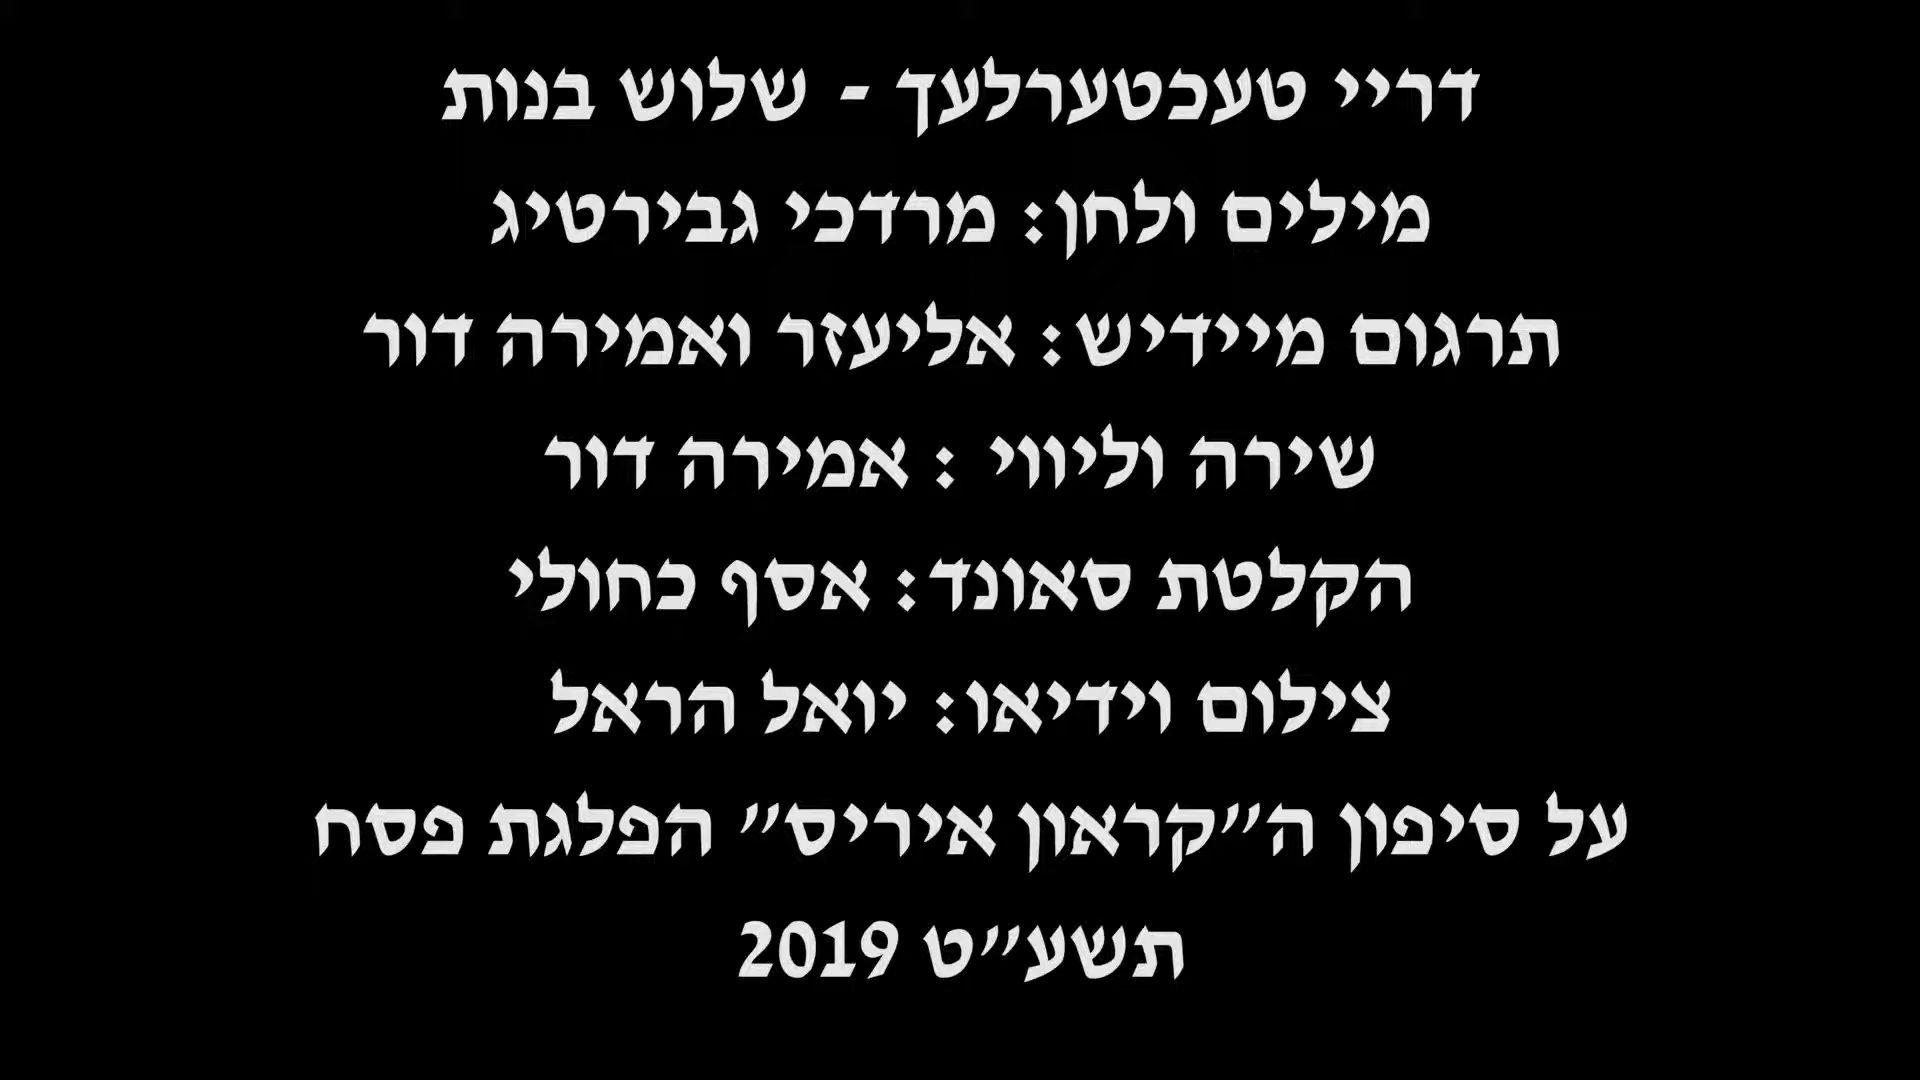 דריי טעכטערלעך - שלוש בנות
מילים ולחן: מרדכי גבירטיג
תרגום מיידיש: אליעזר ואמירה דור
שירה וליווי : אמירה דור
הקלטת סאונד: אסף כחולי
צילום וידיאו: יואל הראל
על סיפון ה״קראון איריס״ הפלגת פסח
תשע״ט 2019